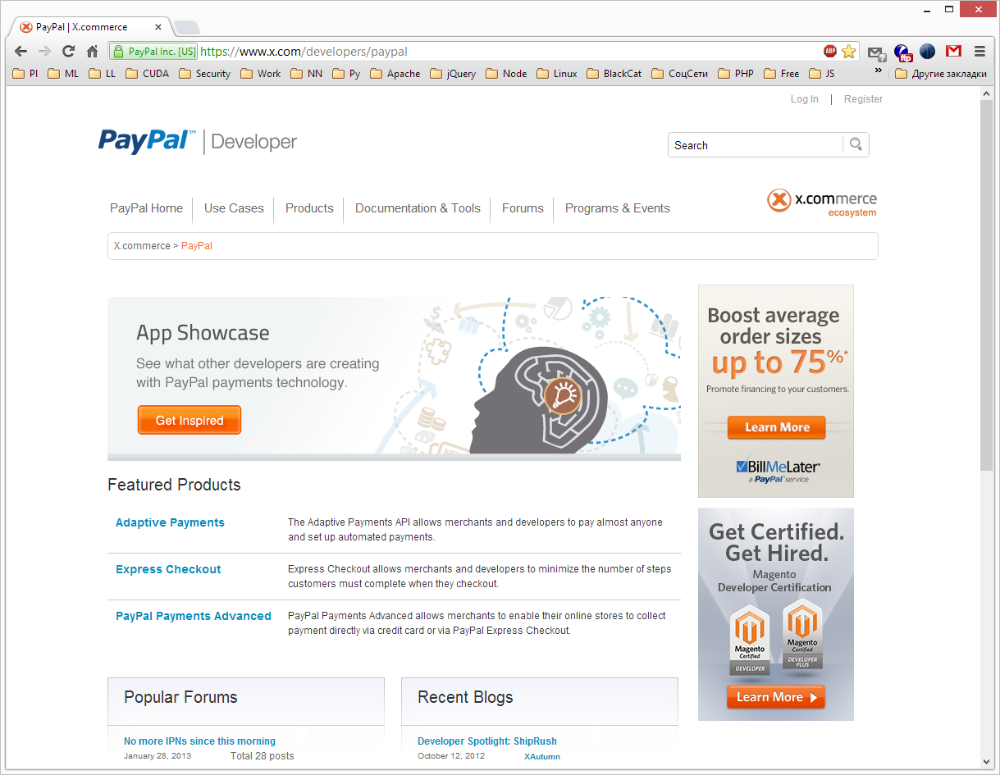 PayPal | X.commerce
PayPal Inc. [US] https://www.x.com/developers/paypal
ABP
?
PI ML LL CUDA Security Work NN Py Apache jQuery Node Linux BlackCat СоцСети PHP Free JS » Другие закладки
Log In | Register
PayPal™ | Developer
Search
PayPal Home Use Cases Products Documentation & Tools Forums Programs & Events
x.commerce
ecosystem
X.commerce > PayPal
App Showcase
See what other developers are creating
with PayPal payments technology.
Get Inspired
Boost average
order sizes
up to 75%*
Promote financing to your customers.
Learn More
BillMeLater®
a PayPal service
Featured Products
Adaptive Payments
The Adaptive Payments API allows merchants and developers to pay almost anyone
and set up automated payments.
Express Checkout
Express Checkout allows merchants and developers to minimize the number of steps
customers must complete when they checkout.
PayPal Payments Advanced
PayPal Payments Advanced allows merchants to enable their online stores to collect
payment directly via credit card or via PayPal Express Checkout.
Get Certified.
Get Hired.
Magento
Developer Certification
Magento
Certified
DEVELOPER
Magento
Certified
DEVELOPER
PLUS
Learn More
Popular Forums
No more IPNs since this morning
January 28, 2013 Total 28 posts
Recent Blogs
Developer Spotlight: ShipRush
October 12, 2012 XAutumn